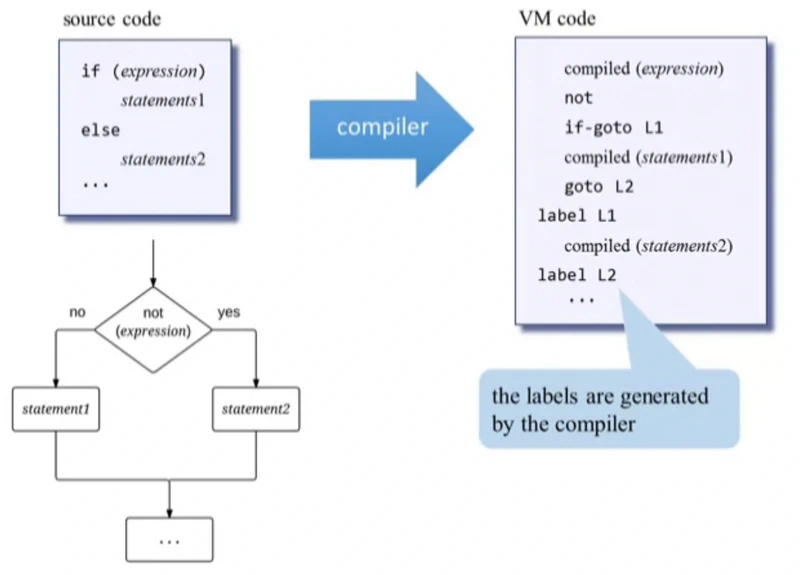 source code
if (expression)
statements1
else
statements2
...
compiler
VM code
compiled (expression)
not
if-goto L1
compiled (statements1)
goto L2
label L1
compiled (statements2)
label L2
...
the labels are generated
by the compiler
no
not
(expression)
yes
statement1
statement2
...